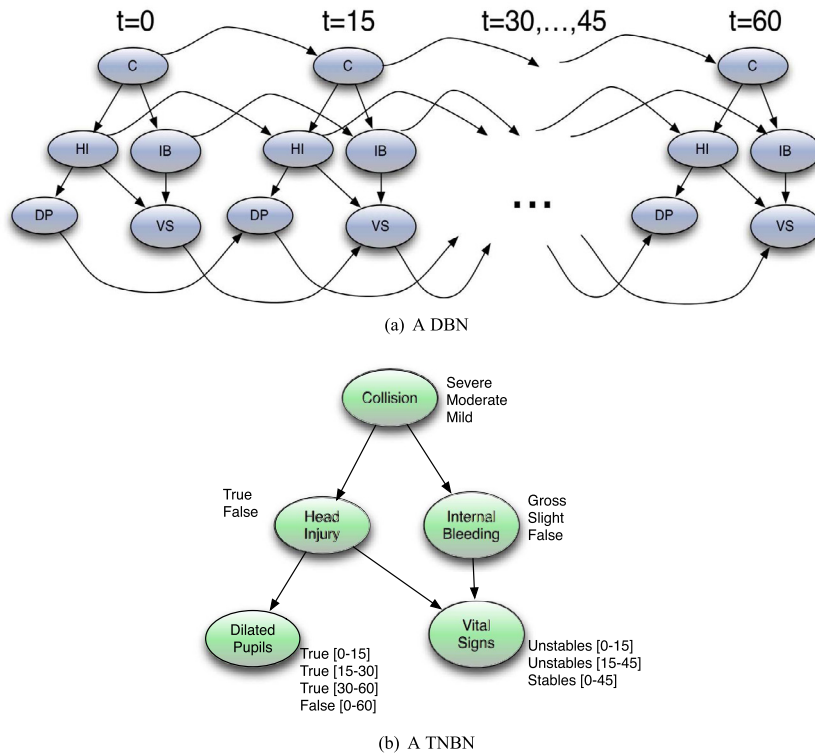 t=0 t=15 t=30,...,45 t=60
C C C
HI IB HI IB HI IB
DP VS DP VS DP VS
...
(a) A DBN
Collision
Severe
Moderate
Mild
True
False
Head
Injury
Internal
Bleeding
Gross
Slight
False
Dilated
Pupils
True [0-15]
True [15-30]
True [30-60]
False [0-60]
Vital
Signs
Unstables [0-15]
Unstables [15-45]
Stables [0-45]
(b) A TNBN